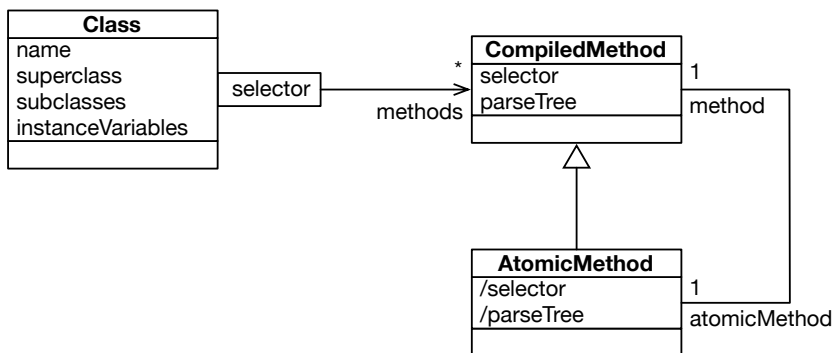 Class
name
superclass
subclasses
instanceVariables
selector
*
methods
CompiledMethod
selector
parseTree
1
method
AtomicMethod
/selector
/parseTree
1
atomicMethod